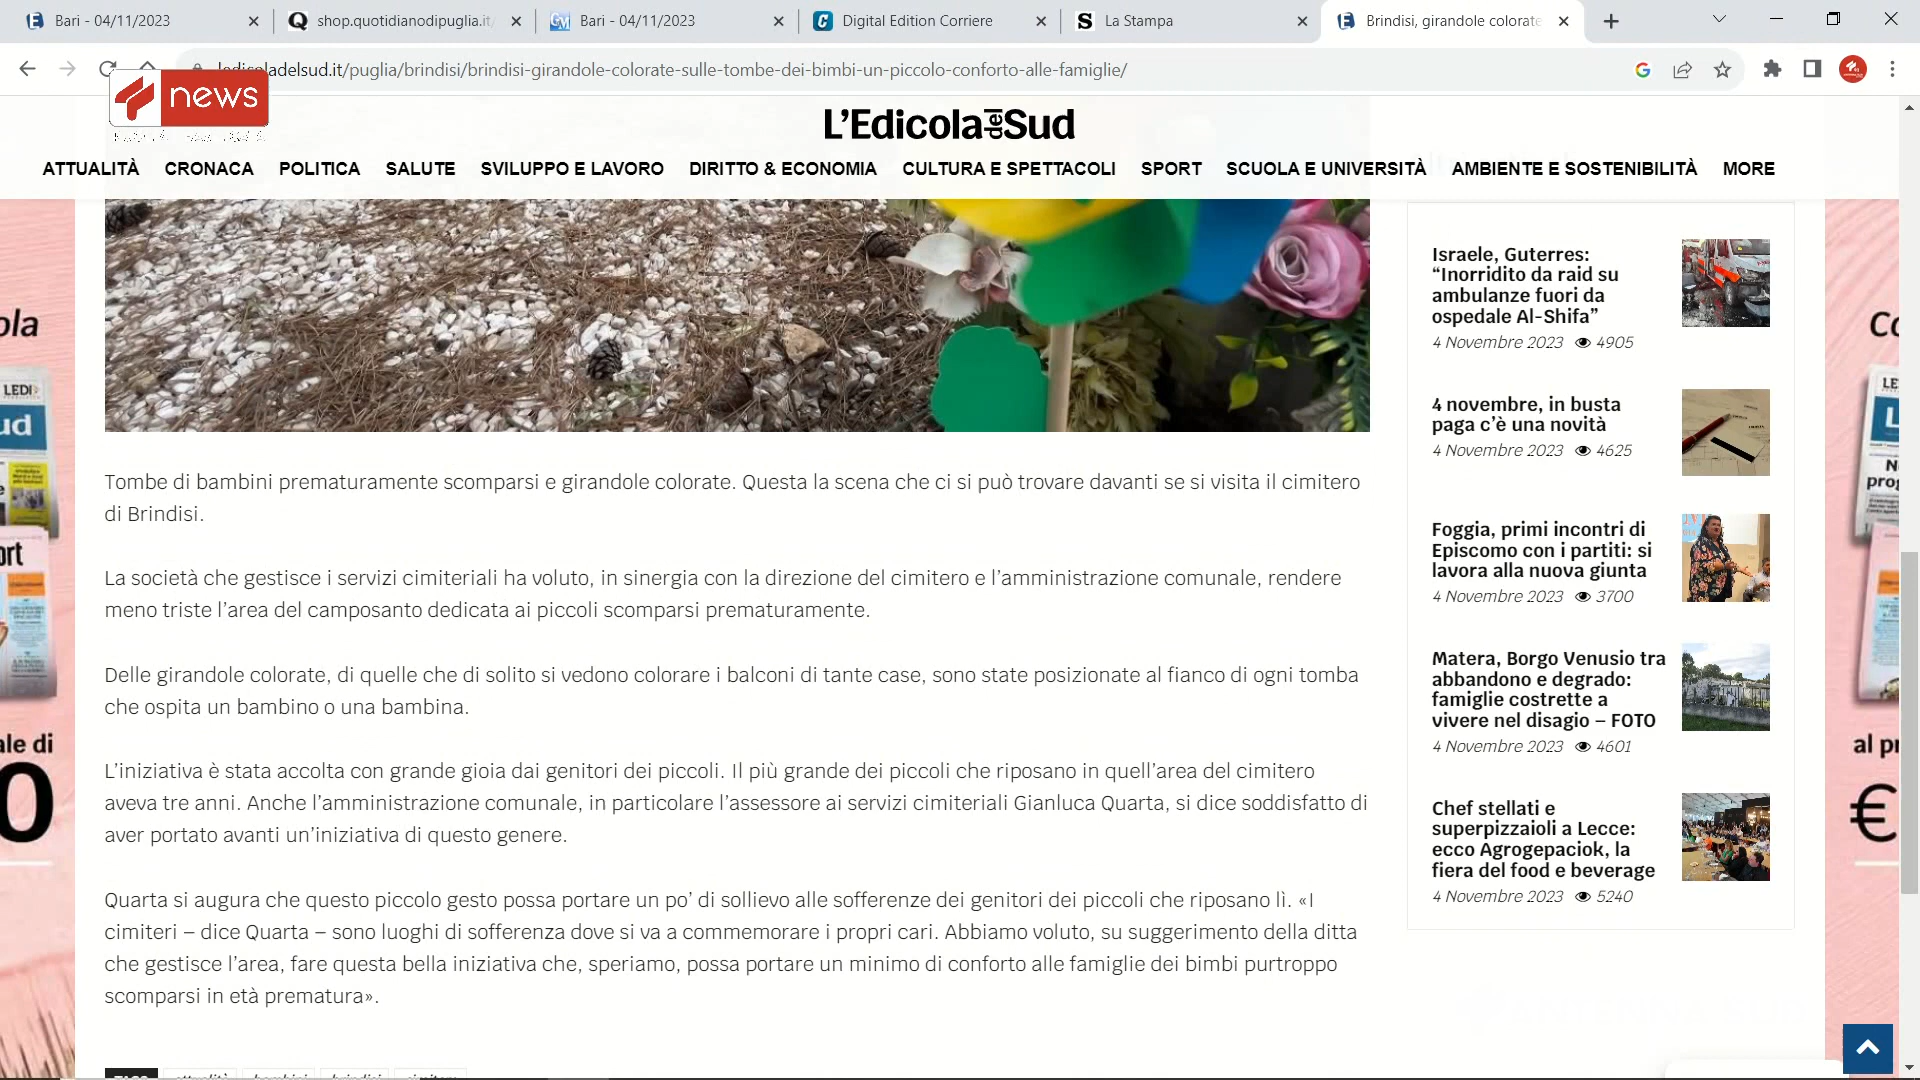 Bari - 04/11/2023
shop.quotidianodipuglia.it
Bari - 04/11/2023
Digital Edition Corriere
La Stampa
Brindisi, girandole colorate
ledicoladelsud.it/puglia/brindisi/brindisi-girandole-colorate-sulle-tombe-dei-bimbi-un-piccolo-conforto-alle-famiglie/
news
L'Edicola del Sud
ATTUALITÀ CRONACA POLITICA SALUTE SVILUPPO E LAVORO DIRITTO & ECONOMIA CULTURA E SPETTACOLI SPORT SCUOLA E UNIVERSITÀ AMBIENTE E SOSTENIBILITÀ MORE
Tombe di bambini prematuramente scomparsi e girandole colorate. Questa la scena che ci si può trovare davanti se si visita il cimitero
di Brindisi.
La società che gestisce i servizi cimiteriali ha voluto, in sinergia con la direzione del cimitero e l'amministrazione comunale, rendere
meno triste l'area del camposanto dedicata ai piccoli scomparsi prematuramente.
Delle girandole colorate, di quelle che di solito si vedono colorare i balconi di tante case, sono state posizionate al fianco di ogni tomba
che ospita un bambino o una bambina.
L'iniziativa è stata accolta con grande gioia dai genitori dei piccoli. Il più grande dei piccoli che riposano in quell'area del cimitero
aveva tre anni. Anche l'amministrazione comunale, in particolare l'assessore ai servizi cimiteriali Gianluca Quarta, si dice soddisfatto di
aver portato avanti un'iniziativa di questo genere.
Quarta si augura che questo piccolo gesto possa portare un po' di sollievo alle sofferenze dei genitori dei piccoli che riposano lì. «I
cimiteri – dice Quarta – sono luoghi di sofferenza dove si va a commemorare i propri cari. Abbiamo voluto, su suggerimento della ditta
che gestisce l'area, fare questa bella iniziativa che, speriamo, possa portare un minimo di conforto alle famiglie dei bimbi purtroppo
scomparsi in età prematura».
Israele, Guterres:
“Inorridito da raid su
ambulanze fuori da
ospedale Al-Shifa”
4 Novembre 2023 4905
4 novembre, in busta
paga c'è una novità
4 Novembre 2023 4625
Foggia, primi incontri di
Episcomo con i partiti: si
lavora alla nuova giunta
4 Novembre 2023 3700
Matera, Borgo Venusio tra
abbandono e degrado:
famiglie costrette a
vivere nel disagio – FOTO
4 Novembre 2023 4601
Chef stellati e
superpizzaioli a Lecce:
ecco Agrogepaciok, la
fiera del food e beverage
4 Novembre 2023 5240
ola
LEDI
ud
ort
ale di
0
al pr
€